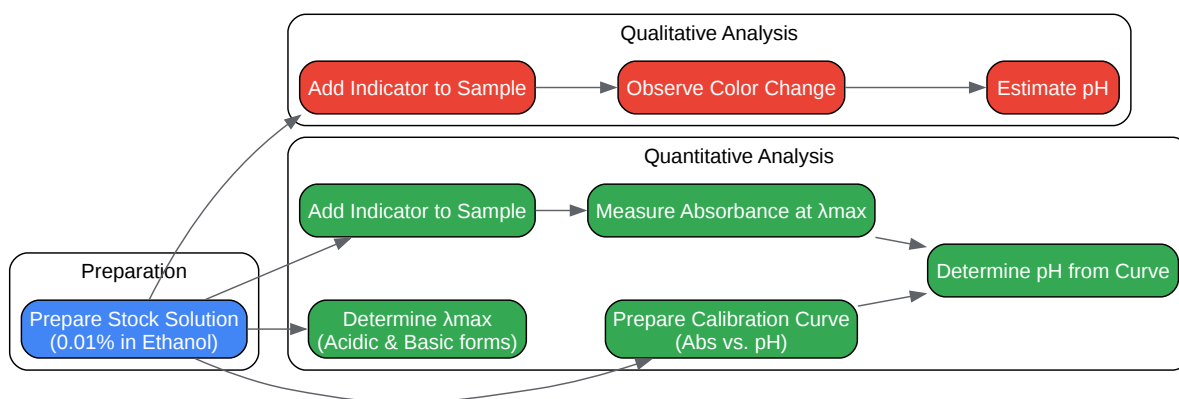 Qualitative Analysis
Add Indicator to Sample
Observe Color Change
Estimate pH
Quantitative Analysis
Add Indicator to Sample
Measure Absorbance at λmax
Determine pH from Curve
Preparation
Prepare Stock Solution
(0.01% in Ethanol)
Determine λmax
(Acidic & Basic forms)
Prepare Calibration Curve
(Abs vs. pH)